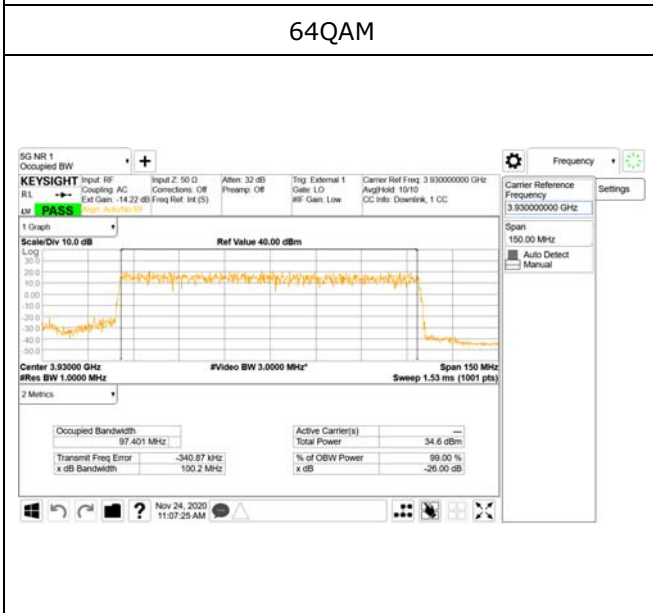 64QAM
5G NR 1
Occupied BW
+
Frequency
KEYSIGHT Input: RF Input Z: 50 Ω Atten: 32 dB Trig: External 1 Carrier Ref Freq: 3.930000000 GHz
RL Coupling: AC Corrections: Off Preamp: Off Gate: LO Avg|Hold: 10/10
Ext Gain: -14.22 dB Freq Ref: Int (S) #IF Gain: Low CC Info: Downlink, 1 CC
PASS Align: Auto/No RF
Carrier Reference
Frequency
3.930000000 GHz
Settings
Span
150.00 MHz
Auto Detect
Manual
1 Graph
Scale/Div 10.0 dB Ref Value 40.00 dBm
Log
30.0
20.0
10.0
0.00
-10.0
-20.0
-30.0
-40.0
-50.0
Center 3.93000 GHz #Video BW 3.0000 MHz* Span 150 MHz
#Res BW 1.0000 MHz Sweep 1.53 ms (1001 pts)
2 Metrics
Occupied Bandwidth Active Carrier(s) ---
97.401 MHz Total Power 34.6 dBm
Transmit Freq Error -340.87 kHz % of OBW Power 99.00 %
x dB Bandwidth 100.2 MHz x dB -26.00 dB
? Nov 24, 2020
11:07:25 AM